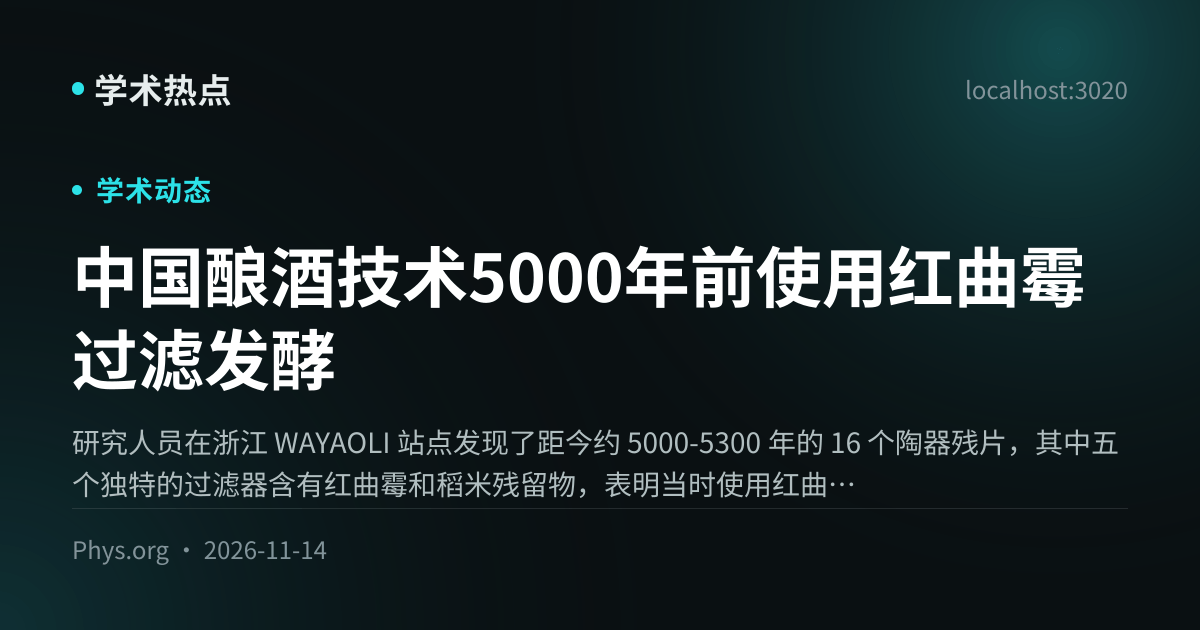 学术热点
localhost:3020
学术动态
中国酿酒技术5000年前使用红曲霉
过滤发酵
研究人员在浙江 WAYAOLI 站点发现了距今约 5000-5300 年的 16 个陶器残片，其中五
个独特的过滤器含有红曲霉和稻米残留物，表明当时使用红曲…
Phys.org • 2026-11-14